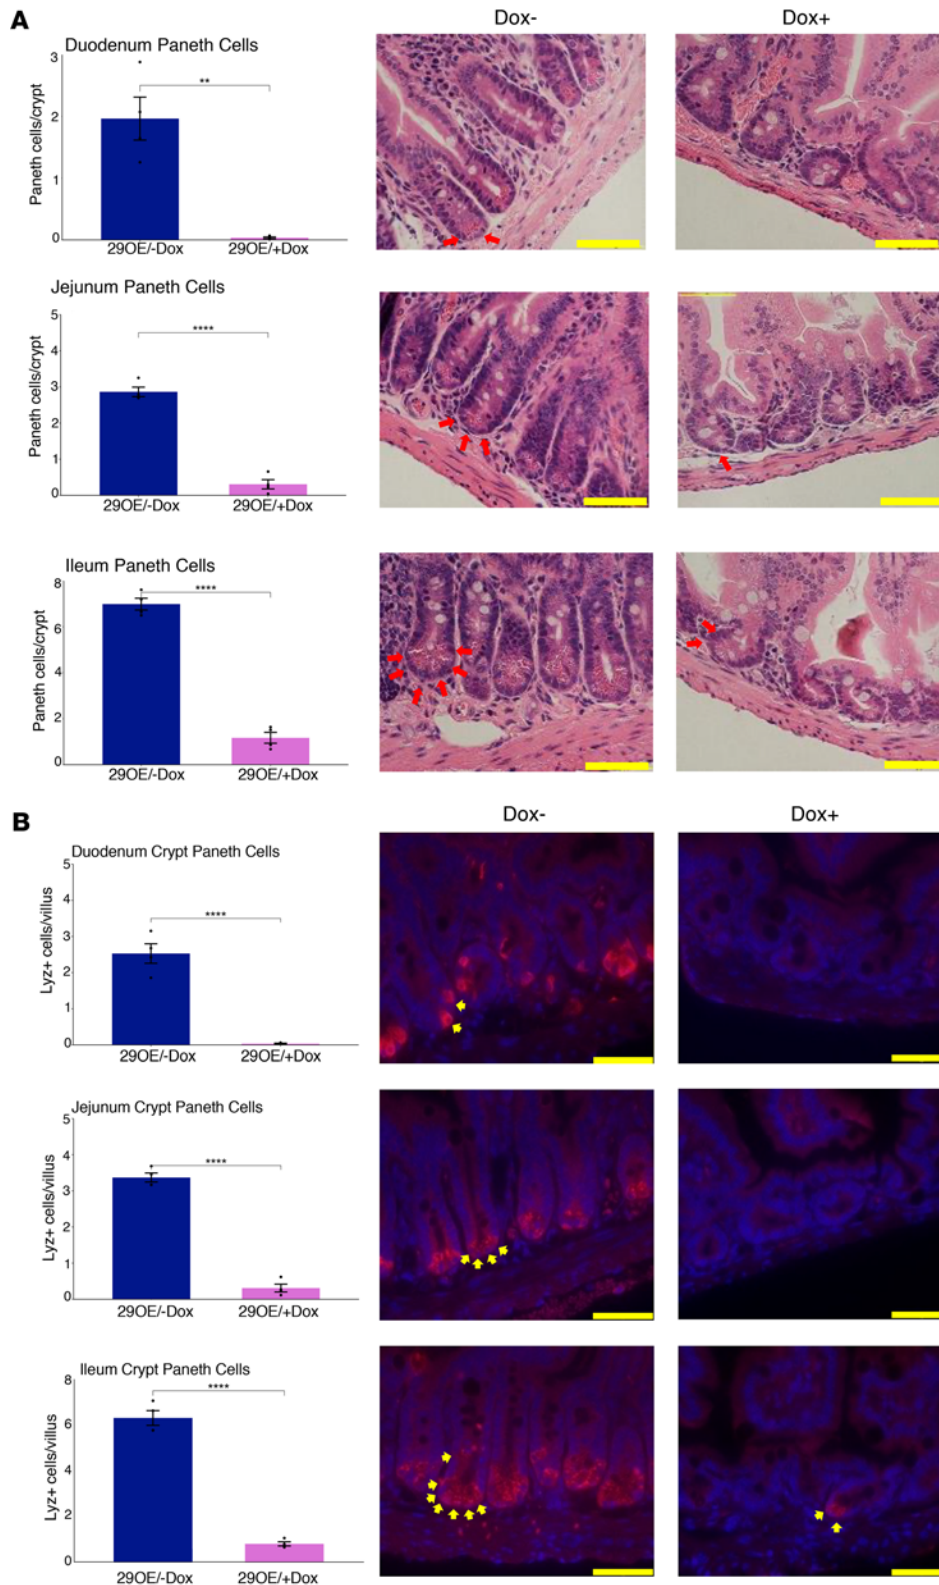 A
Dox-
Dox+
Duodenum Paneth Cells
3
2
1
0
Paneth cells/crypt
**
29OE/-Dox
29OE/+Dox
Jejunum Paneth Cells
5
4
3
2
1
0
Paneth cells/crypt
****
29OE/-Dox
29OE/+Dox
Ileum Paneth Cells
8
6
4
2
0
Paneth cells/crypt
****
29OE/-Dox
29OE/+Dox
B
Dox-
Dox+
Duodenum Crypt Paneth Cells
5
4
3
2
1
0
Lyz+ cells/villus
****
29OE/-Dox
29OE/+Dox
Jejunum Crypt Paneth Cells
5
4
3
2
1
0
Lyz+ cells/villus
****
29OE/-Dox
29OE/+Dox
Ileum Crypt Paneth Cells
8
6
4
2
0
Lyz+ cells/villus
****
29OE/-Dox
29OE/+Dox